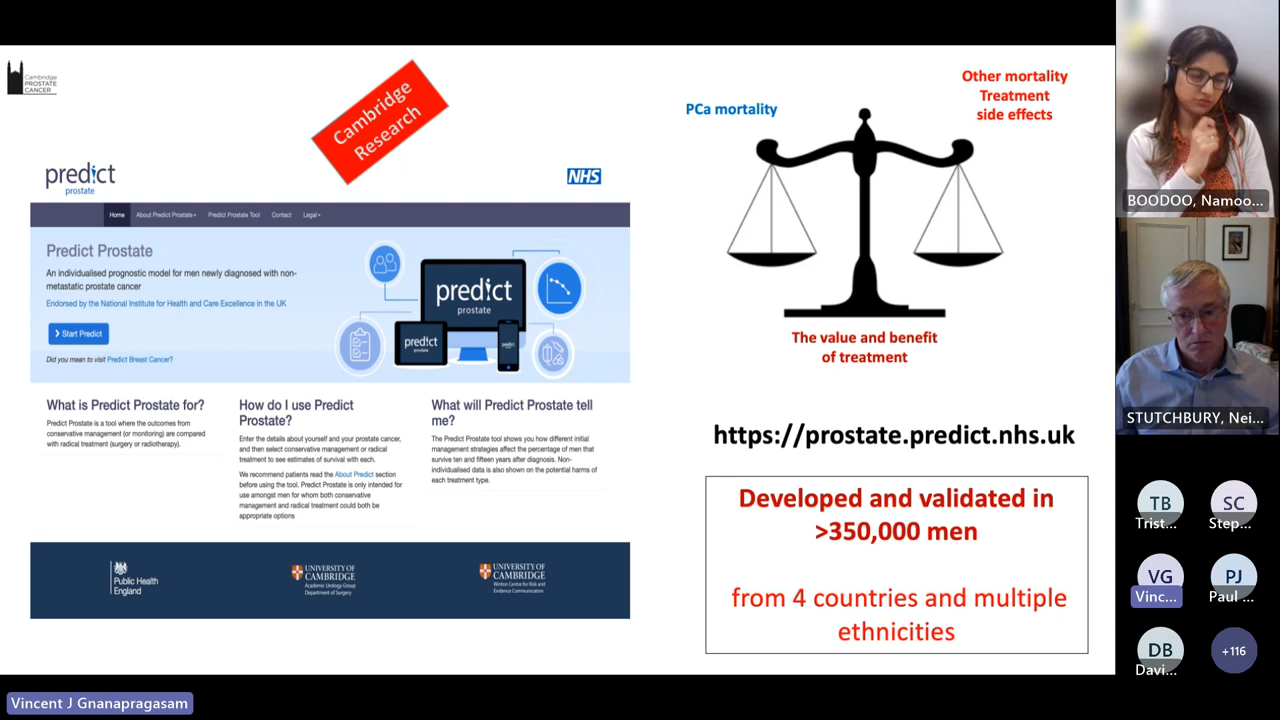 Cambridge
PROSTATE
CANCER
Cambridge
Research
predict
prostate
NHS
Home
About Predict Prostate
Predict Prostate Tool
Contact
Legal
Predict Prostate
An individualised prognostic model for men newly diagnosed with non-
metastatic prostate cancer
Endorsed by the National Institute for Health and Care Excellence in the UK
Start Predict
Did you mean to visit Predict Breast Cancer?
predict
prostate
predict
prostate
predict
prostate
What is Predict Prostate for?
Predict Prostate is a tool where the outcomes from
conservative management (or monitoring) are compared
with radical treatment (surgery or radiotherapy).
How do I use Predict
Prostate?
Enter the details about yourself and your prostate cancer,
and then select conservative management or radical
treatment to see estimates of survival with each.
We recommend patients read the About Predict section
before using the tool. Predict Prostate is only intended for
use amongst men for whom both conservative
management and radical treatment could both be
appropriate options
What will Predict Prostate tell
me?
The Predict Prostate tool shows you how different initial
management strategies affect the percentage of men that
survive ten and fifteen years after diagnosis. Non-
individualised data is also shown on the potential harms of
each treatment type.
Public Health
England
UNIVERSITY OF
CAMBRIDGE
Academic Urology Group
Department of Surgery
UNIVERSITY OF
CAMBRIDGE
Winton Centre for Risk and
Evidence Communication
PCa mortality
Other mortality
Treatment
side effects
The value and benefit
of treatment
https://prostate.predict.nhs.uk
Developed and validated in
>350,000 men
from 4 countries and multiple
ethnicities
BOODOO, Namoo...
STUTCHBURY, Nei...
TB
Trist...
SC
Step...
VG
Vinc...
PJ
Paul ...
DB
Davi...
+116
Vincent J Gnanapragasam